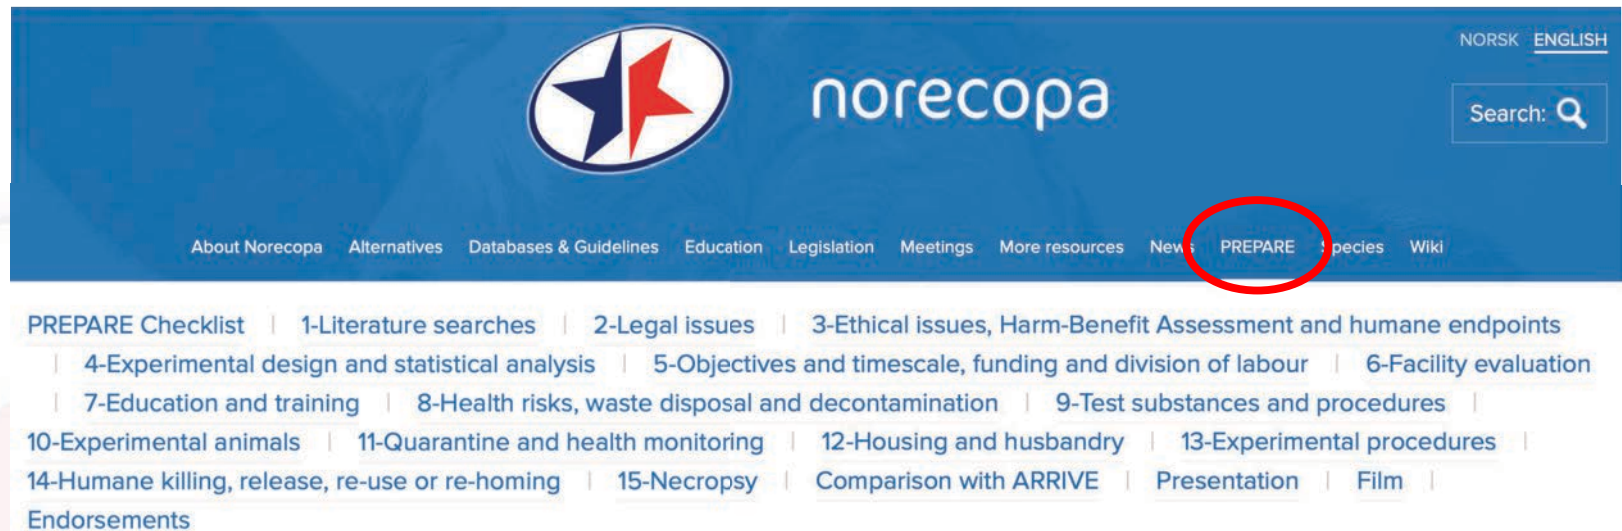 NORSK ENGLISH
norecopa
Search:
About Norecopa Alternatives Databases & Guidelines Education Legislation Meetings More resources News PREPARE Species Wiki
PREPARE Checklist | 1-Literature searches | 2-Legal issues | 3-Ethical issues, Harm-Benefit Assessment and humane endpoints
| 4-Experimental design and statistical analysis | 5-Objectives and timescale, funding and division of labour | 6-Facility evaluation
| 7-Education and training | 8-Health risks, waste disposal and decontamination | 9-Test substances and procedures |
10-Experimental animals | 11-Quarantine and health monitoring | 12-Housing and husbandry | 13-Experimental procedures |
14-Humane killing, release, re-use or re-homing | 15-Necropsy | Comparison with ARRIVE | Presentation | Film |
Endorsements